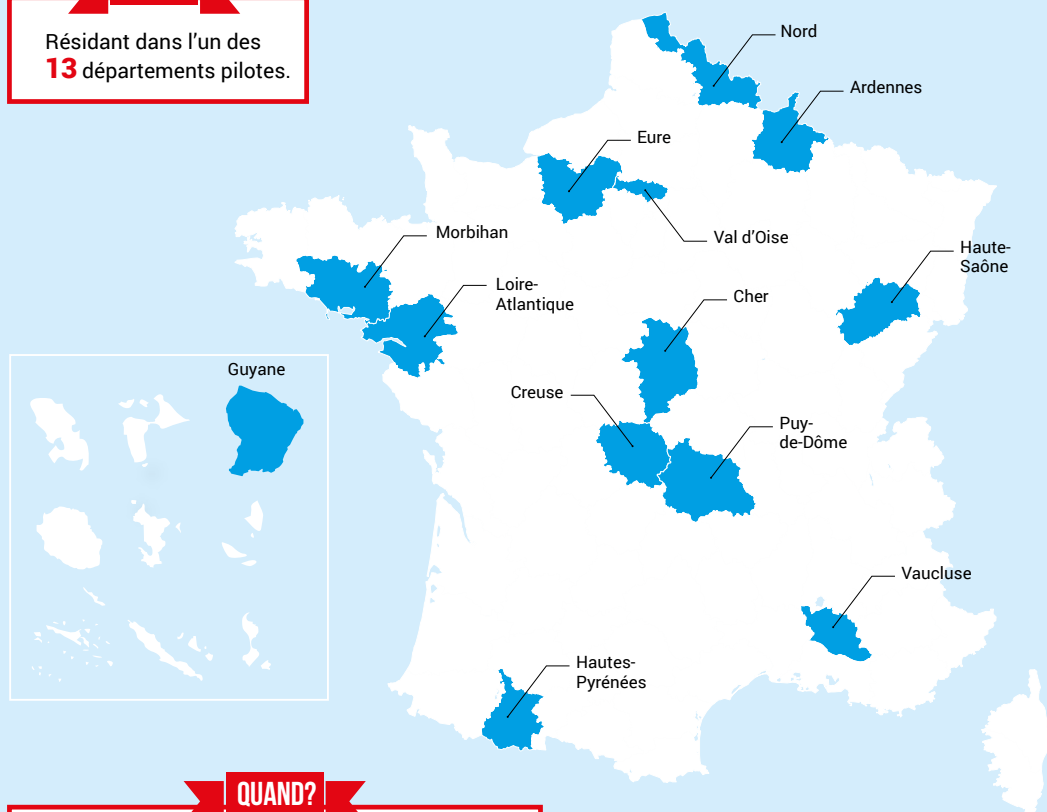 Résidant dans l'un des
13 départements pilotes.
Nord
Ardennes
Eure
Val d'Oise
Morbihan
Haute-
Saône
Loire-
Atlantique
Cher
Guyane
Creuse
Puy-
de-Dôme
Vaucluse
Hautes-
Pyrénées
QUAND?